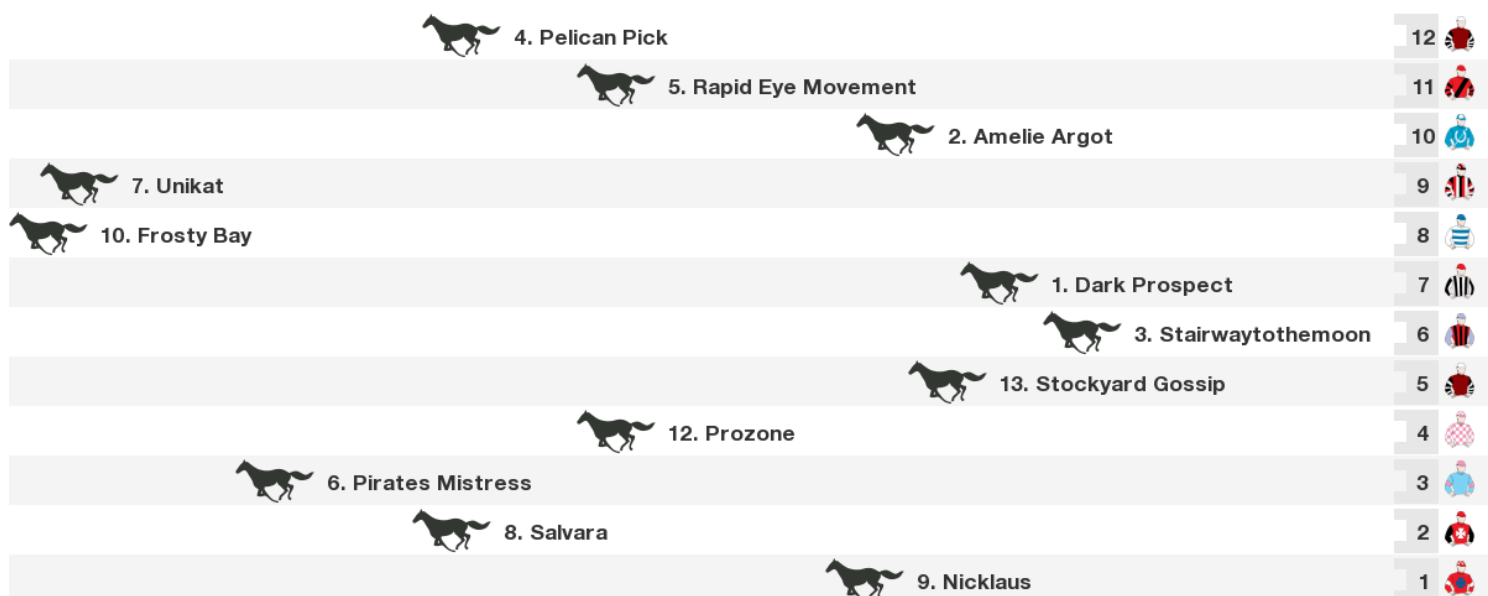 4. Pelican Pick 12
5. Rapid Eye Movement 11
2. Amelie Argot 10
7. Unikat 9
10. Frosty Bay 8
1. Dark Prospect 7
3. Stairwaytothemoon 6
13. Stockyard Gossip 5
12. Prozone 4
6. Pirates Mistress 3
8. Salvara 2
9. Nicklaus 1